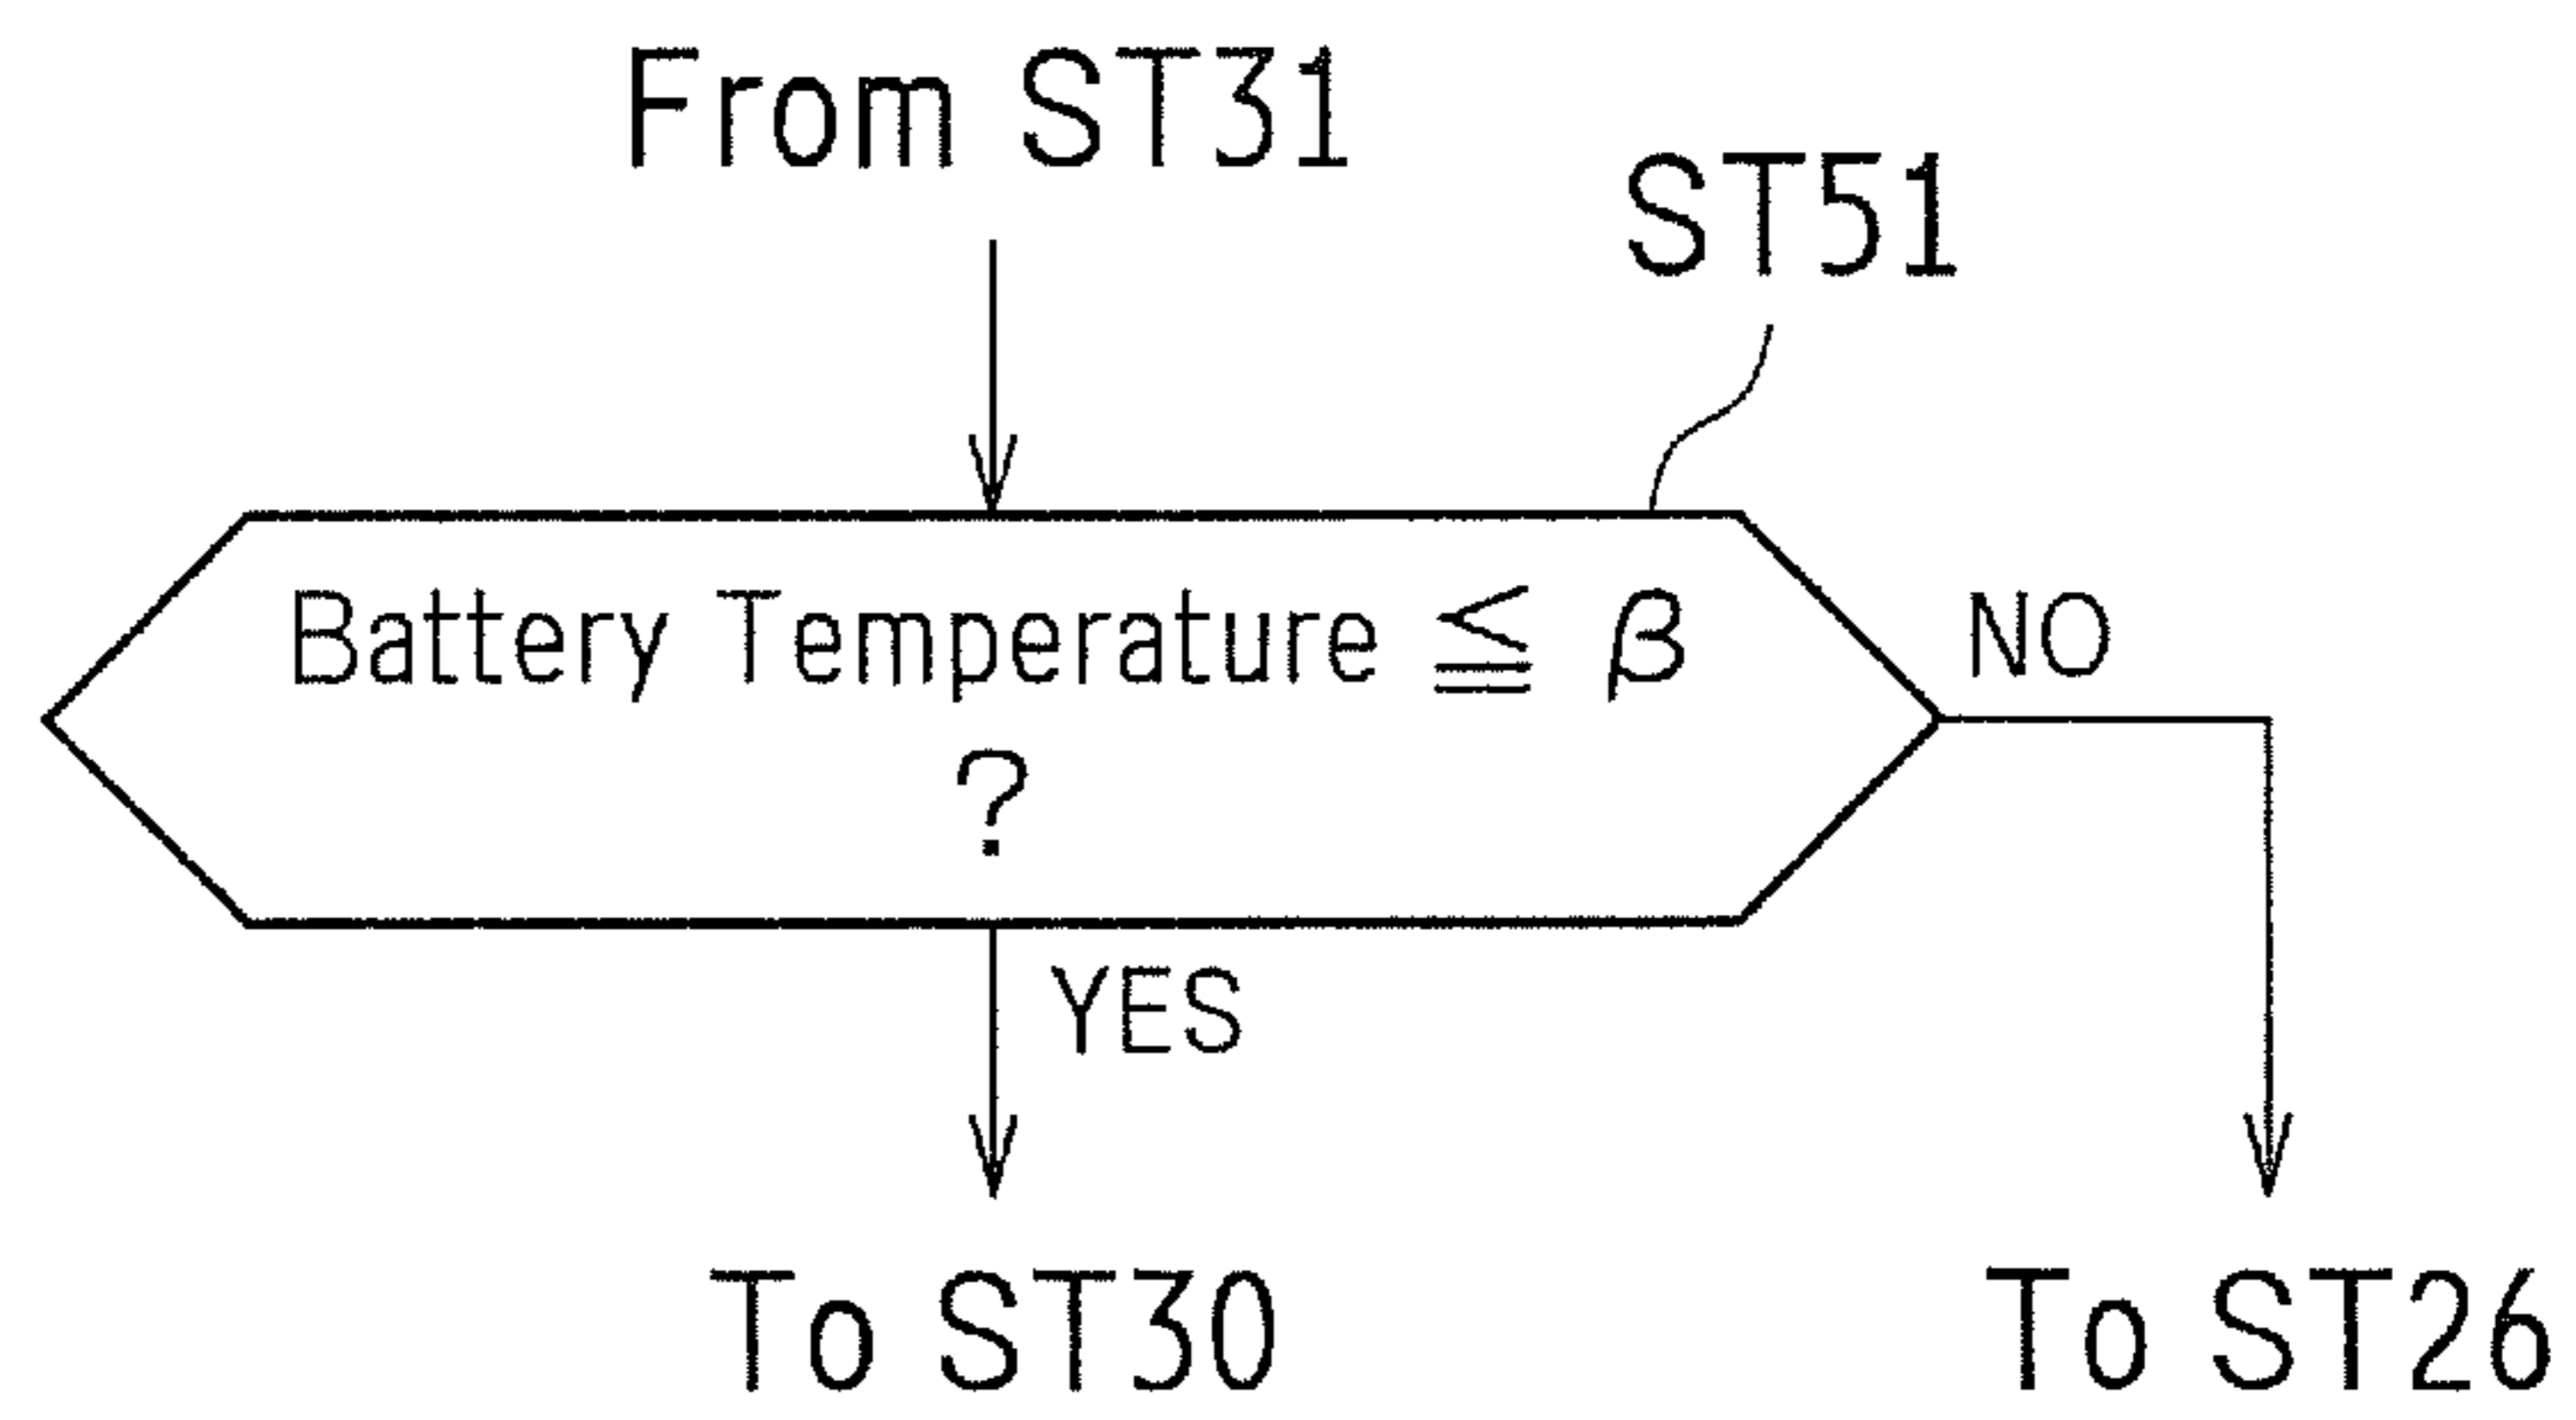 From ST31
ST51
Battery Temperature ≦ β
?
NO
YES
To ST30
To ST26